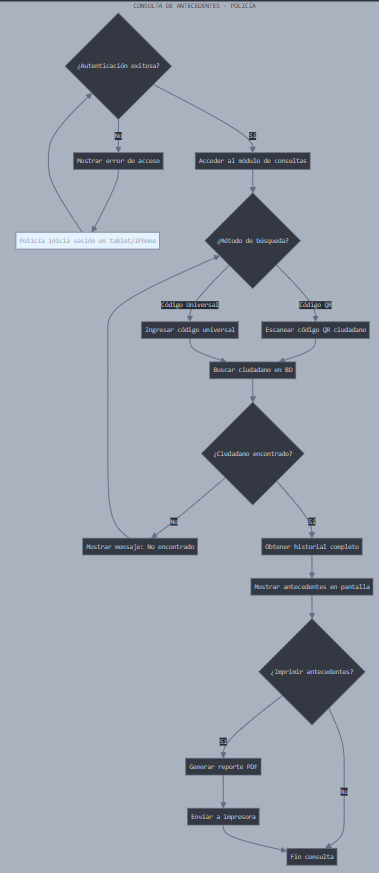 CONSULTA DE ANTECEDENTES - POLICÍA
¿Autenticación exitosa?
No
Sí
Mostrar error de acceso
Acceder al módulo de consultas
Policía inicia sesión en tablet/iPhone
¿Método de búsqueda?
Código Universal
Código QR
Ingresar código universal
Escanear código QR ciudadano
Buscar ciudadano en BD
¿Ciudadano encontrado?
No
Sí
Mostrar mensaje: No encontrado
Obtener historial completo
Mostrar antecedentes en pantalla
¿Imprimir antecedentes?
Sí
Generar reporte PDF
No
Enviar a impresora
Fin consulta